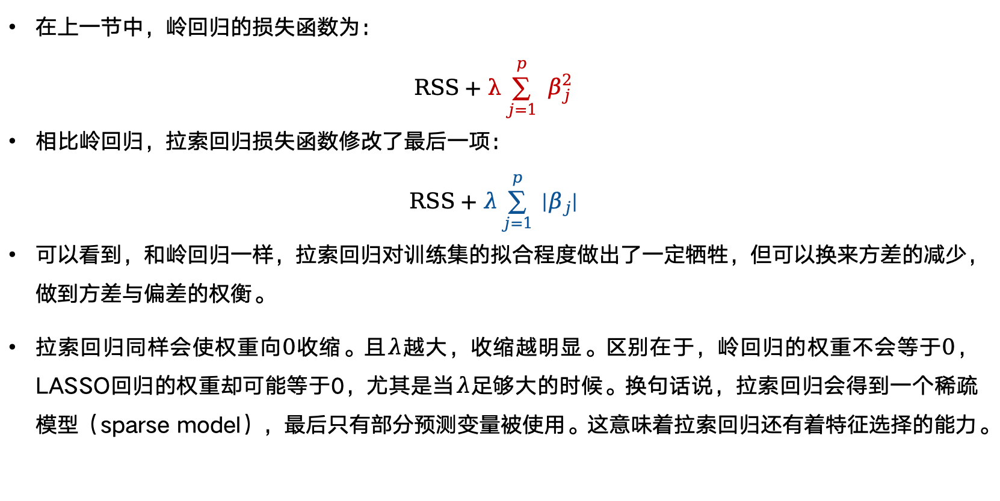 • 在上一节中，岭回归的损失函数为：
RSS + λ ∑_{j=1}^{p} β_j^2
• 相比岭回归，拉索回归损失函数修改了最后一项：
RSS + λ ∑_{j=1}^{p} |β_j|
• 可以看到，和岭回归一样，拉索回归对训练集的拟合程度做出了一定牺牲，但可以换来方差的减少，
做到方差与偏差的权衡。
• 拉索回归同样会使权重向0收缩。且λ越大，收缩越明显。区别在于，岭回归的权重不会等于0，
LASSO回归的权重却可能等于0，尤其是当λ足够大的时候。换句话说，拉索回归会得到一个稀疏
模型（sparse model），最后只有部分预测变量被使用。这意味着拉索回归还有着特征选择的能力。